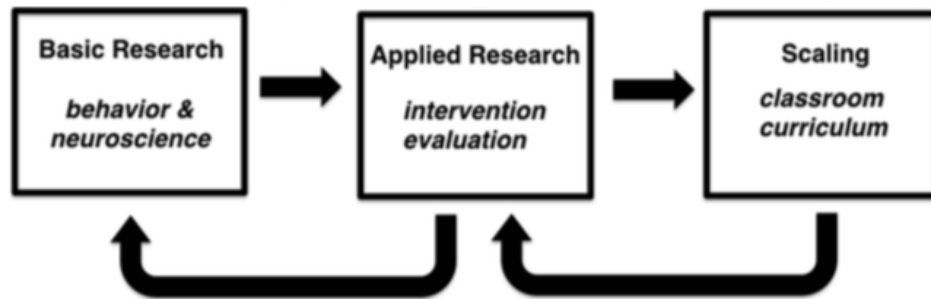 Basic Research
behavior &
neuroscience
Applied Research
intervention
evaluation
Scaling
classroom
curriculum